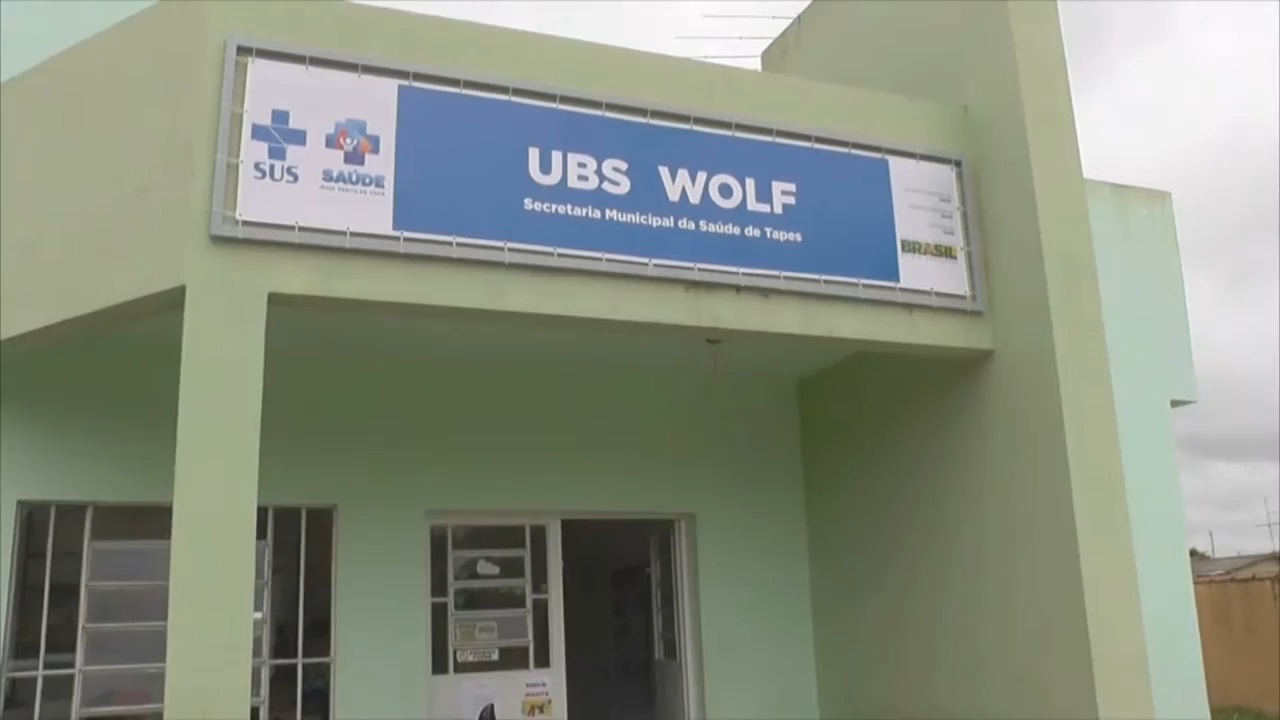 SUS
SAÚDE
UBS WOLF
Secretaria Municipal da Saúde de Tapes
BRASIL